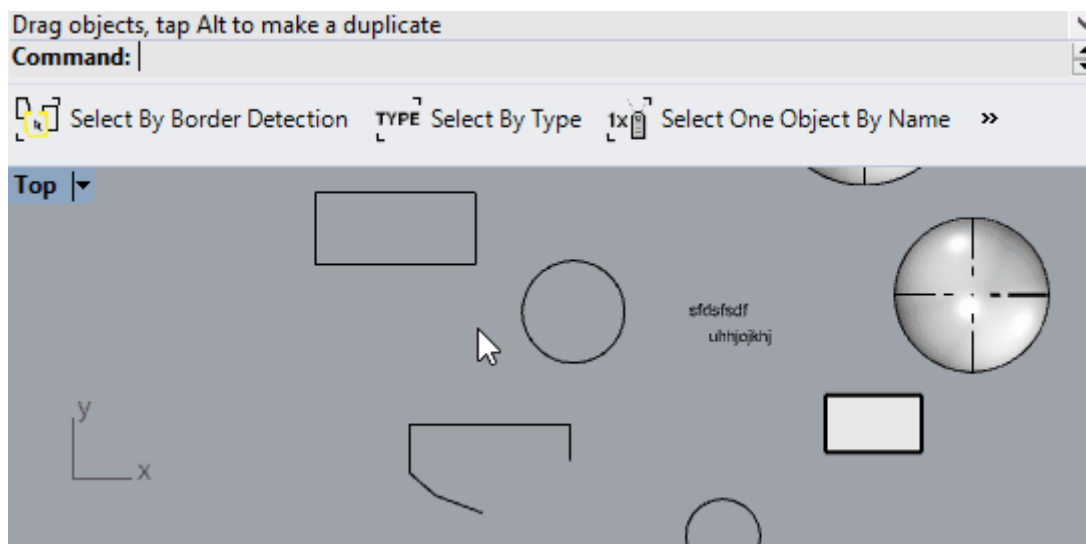 Drag objects, tap Alt to make a duplicate
Command:
Select By Border Detection TYPE Select By Type 1x Select One Object By Name »
Top
sfdsfsdf
uhhjojkhj
y
x